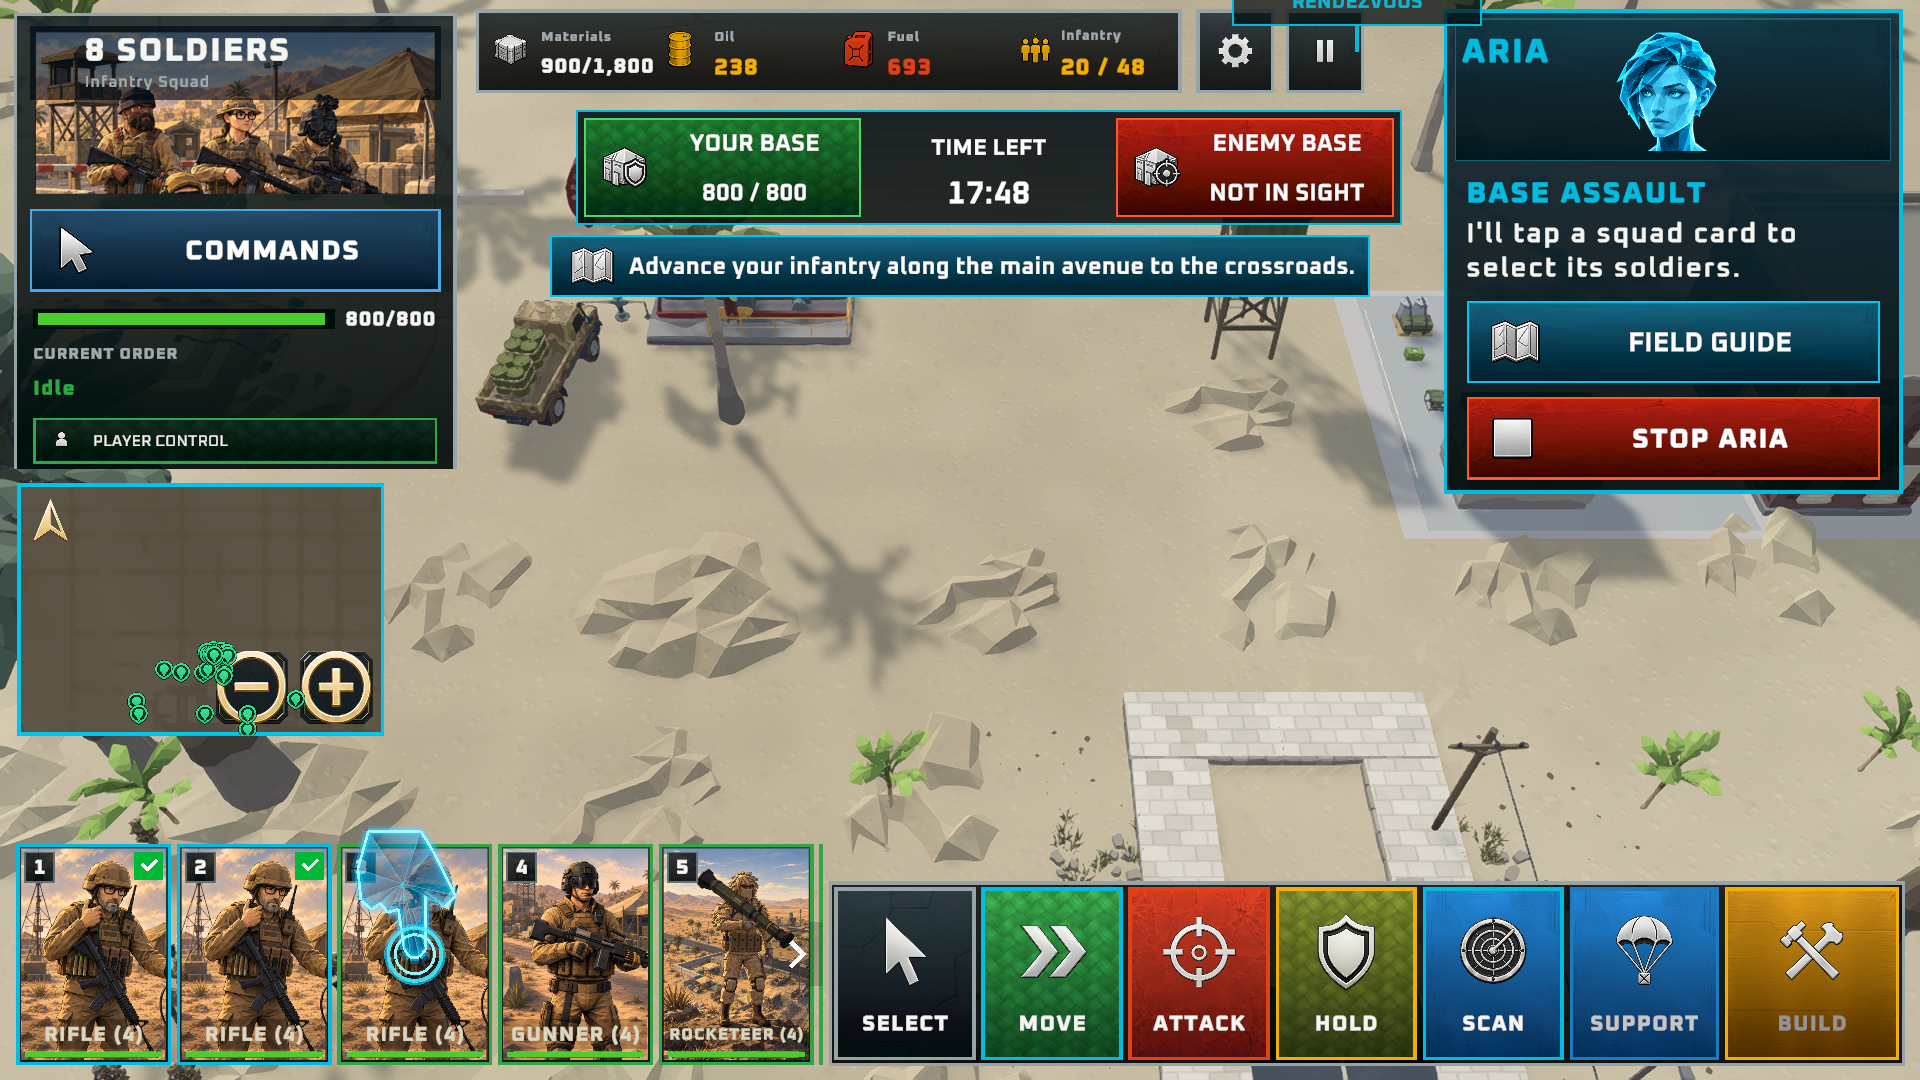 RENDEZVOUS
8 SOLDIERS
Infantry Squad
COMMANDS
800/800
CURRENT ORDER
Idle
PLAYER CONTROL
Materials
900/1,800
Oil
238
Fuel
693
Infantry
20 / 48
YOUR BASE
800 / 800
TIME LEFT
17:48
ENEMY BASE
NOT IN SIGHT
Advance your infantry along the main avenue to the crossroads.
ARIA
BASE ASSAULT
I'll tap a squad card to
select its soldiers.
FIELD GUIDE
STOP ARIA
1
RIFLE (4)
2
RIFLE (4)
RIFLE (4)
4
GUNNER (4)
5
ROCKETEER (4)
SELECT
MOVE
ATTACK
HOLD
SCAN
SUPPORT
BUILD